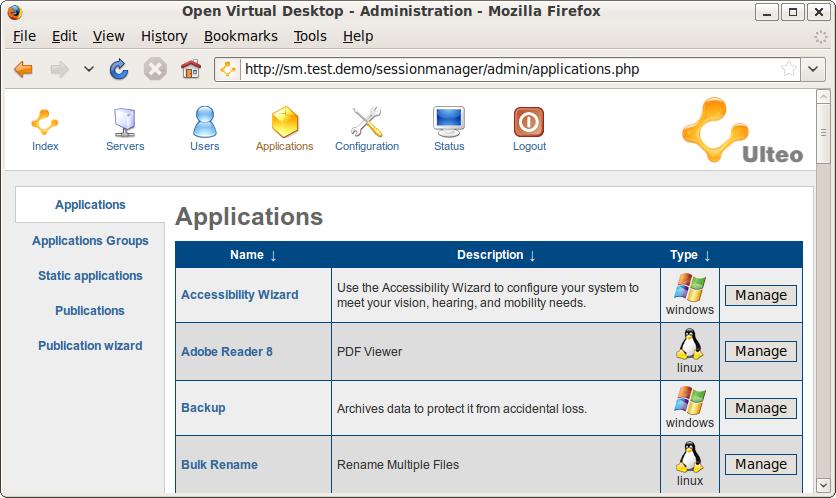 Open Virtual Desktop - Administration - Mozilla Firefox
File Edit View History Bookmarks Tools Help
http://sm.test.demo/sessionmanager/admin/applications.php
Index Servers Users Applications Configuration Status Logout
Ulteo
Applications
Applications Groups
Static applications
Publications
Publication wizard
Applications
Name ↓ Description ↓ Type ↓
Accessibility Wizard
Use the Accessibility Wizard to configure your system to
meet your vision, hearing, and mobility needs.
windows
Manage
Adobe Reader 8
PDF Viewer
linux
Manage
Backup
Archives data to protect it from accidental loss.
windows
Manage
Bulk Rename
Rename Multiple Files
linux
Manage